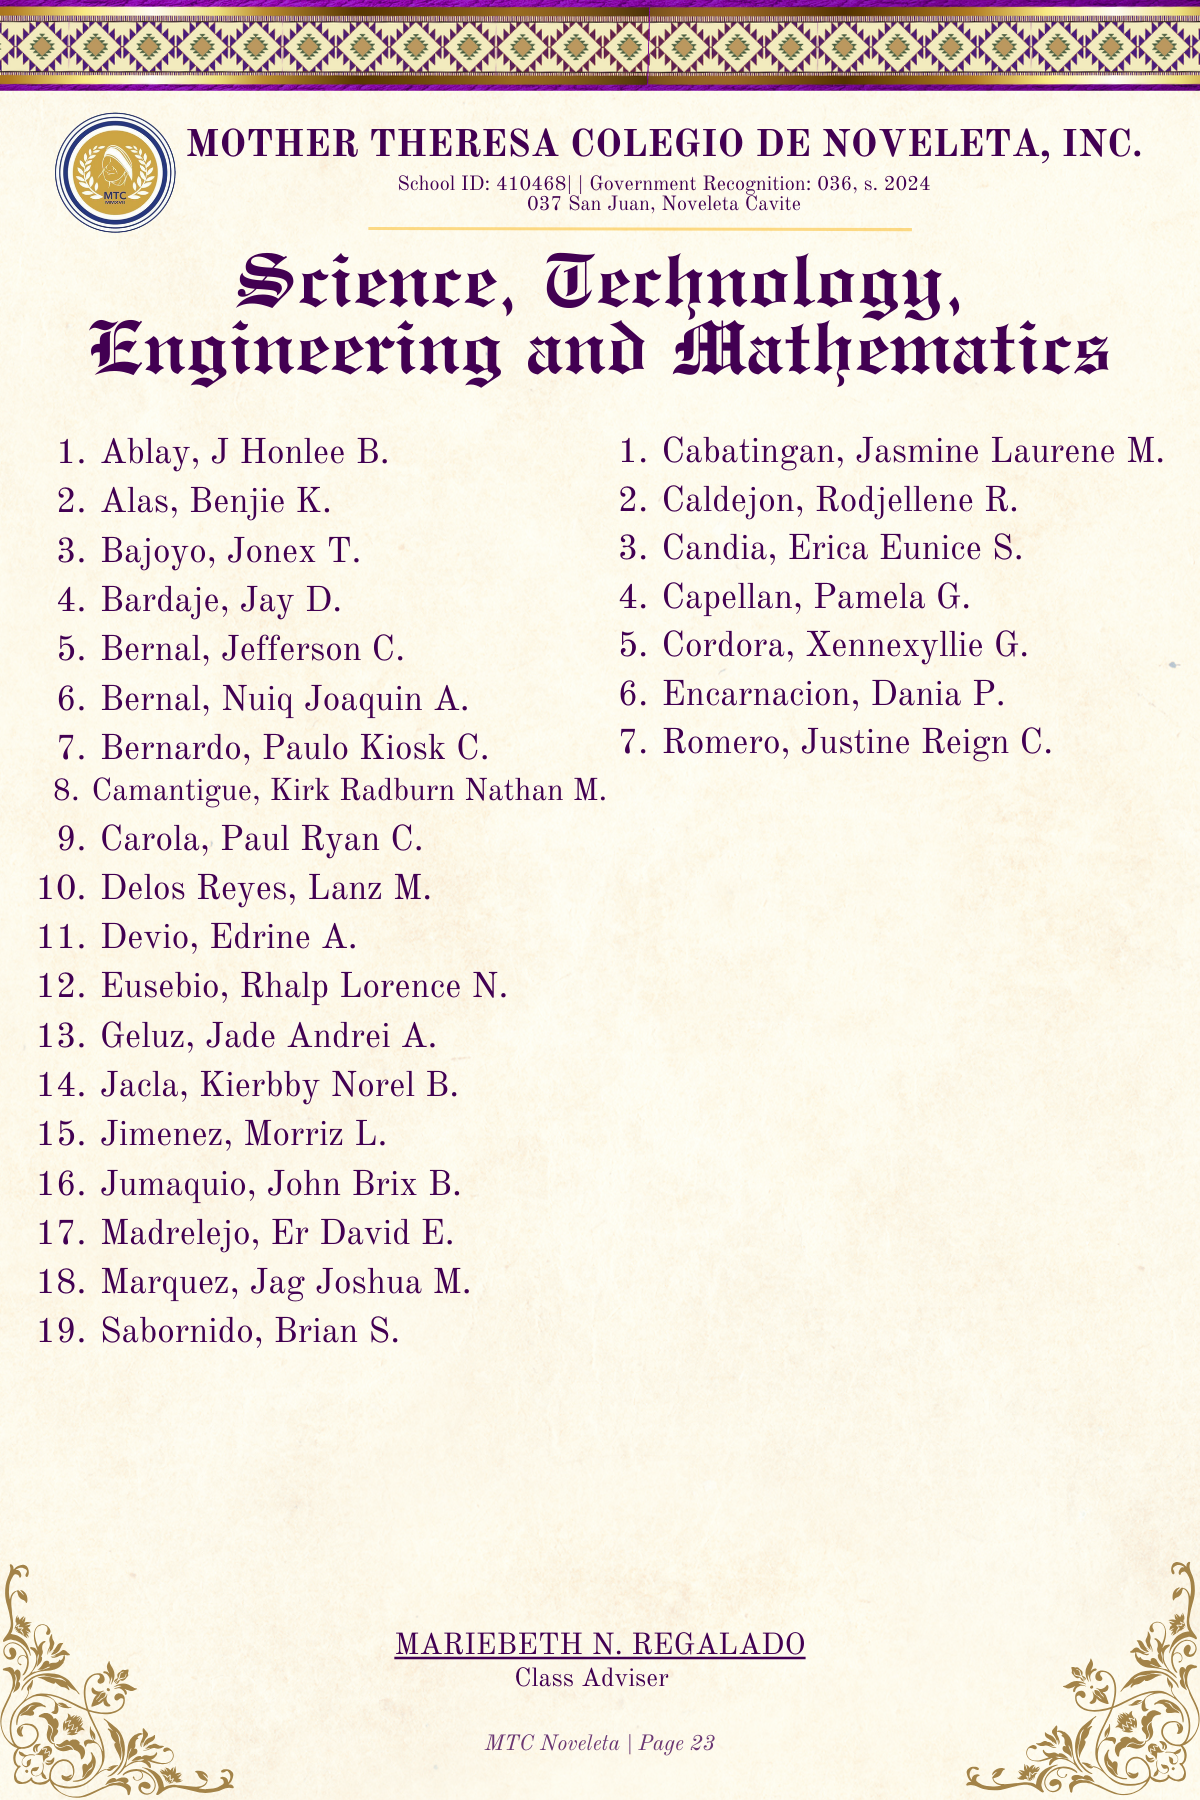 MOTHER THERESA COLEGIO DE NOVELETA, INC.
School ID: 410468| | Government Recognition: 036, s. 2024
037 San Juan, Noveleta Cavite
MTC
Science, Technology,
Engineering and Mathematics
1. Ablay, J Honlee B.
2. Alas, Benjie K.
3. Bajoyo, Jonex T.
4. Bardaje, Jay D.
5. Bernal, Jefferson C.
6. Bernal, Nuiq Joaquin A.
7. Bernardo, Paulo Kiosk C.
8. Camantigue, Kirk Radburn Nathan M.
9. Carola, Paul Ryan C.
10. Delos Reyes, Lanz M.
11. Devio, Edrine A.
12. Eusebio, Rhalp Lorence N.
13. Geluz, Jade Andrei A.
14. Jacla, Kierbby Norel B.
15. Jimenez, Morriz L.
16. Jumaquio, John Brix B.
17. Madrelejo, Er David E.
18. Marquez, Jag Joshua M.
19. Sabornido, Brian S.
1. Cabatingan, Jasmine Laurene M.
2. Caldejon, Rodjellene R.
3. Candia, Erica Eunice S.
4. Capellan, Pamela G.
5. Cordora, Xennexyllie G.
6. Encarnacion, Dania P.
7. Romero, Justine Reign C.
MARIEBETH N. REGALADO
Class Adviser
MTC Noveleta | Page 23